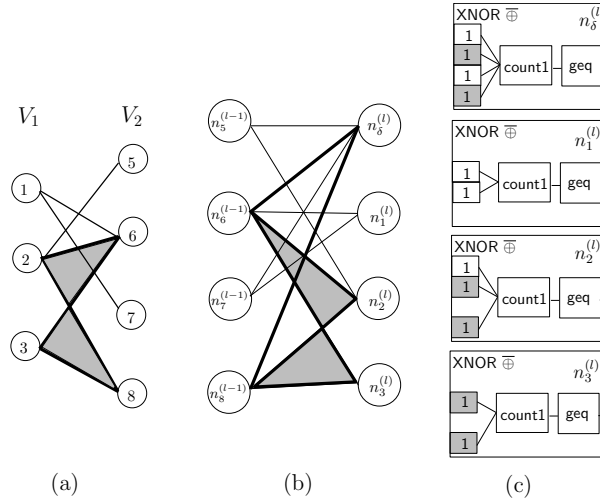 V₁ V₂
1
2
3
5
6
7
8
(a)
n₅⁽ˡ⁻¹⁾
n₆⁽ˡ⁻¹⁾
n₇⁽ˡ⁻¹⁾
n₈⁽ˡ⁻¹⁾
n_δ⁽ˡ⁾
n₁⁽ˡ⁾
n₂⁽ˡ⁾
n₃⁽ˡ⁾
(b)
XNOR ⊕̅ n_δ⁽ˡ
1
1
1
1
count1 geq
XNOR ⊕̅ n₁⁽ˡ⁾
1
1
count1 geq
XNOR ⊕̅ n₂⁽ˡ⁾
1
1
1
count1 geq
XNOR ⊕̅ n₃⁽ˡ⁾
1
1
count1 geq
(c)